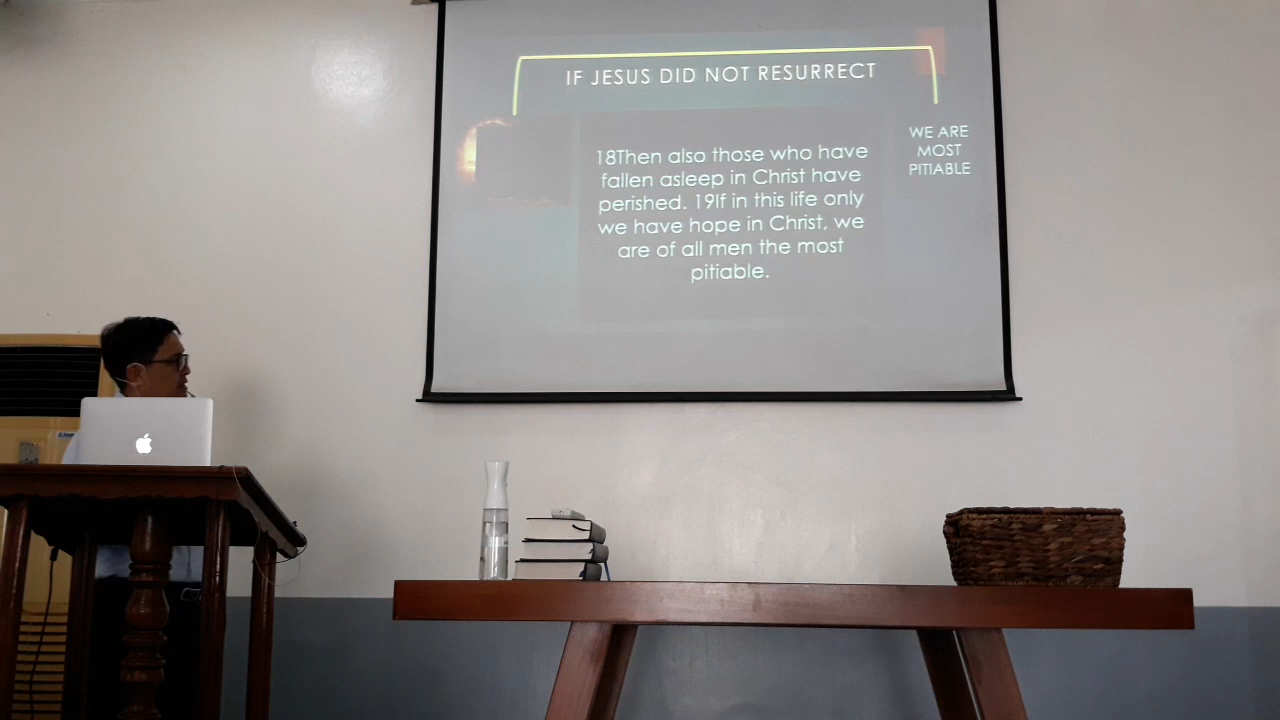 IF JESUS DID NOT RESURRECT
18Then also those who have
fallen asleep in Christ have
perished. 19If in this life only
we have hope in Christ, we
are of all men the most
pitiable.
WE ARE
MOST
PITIABLE